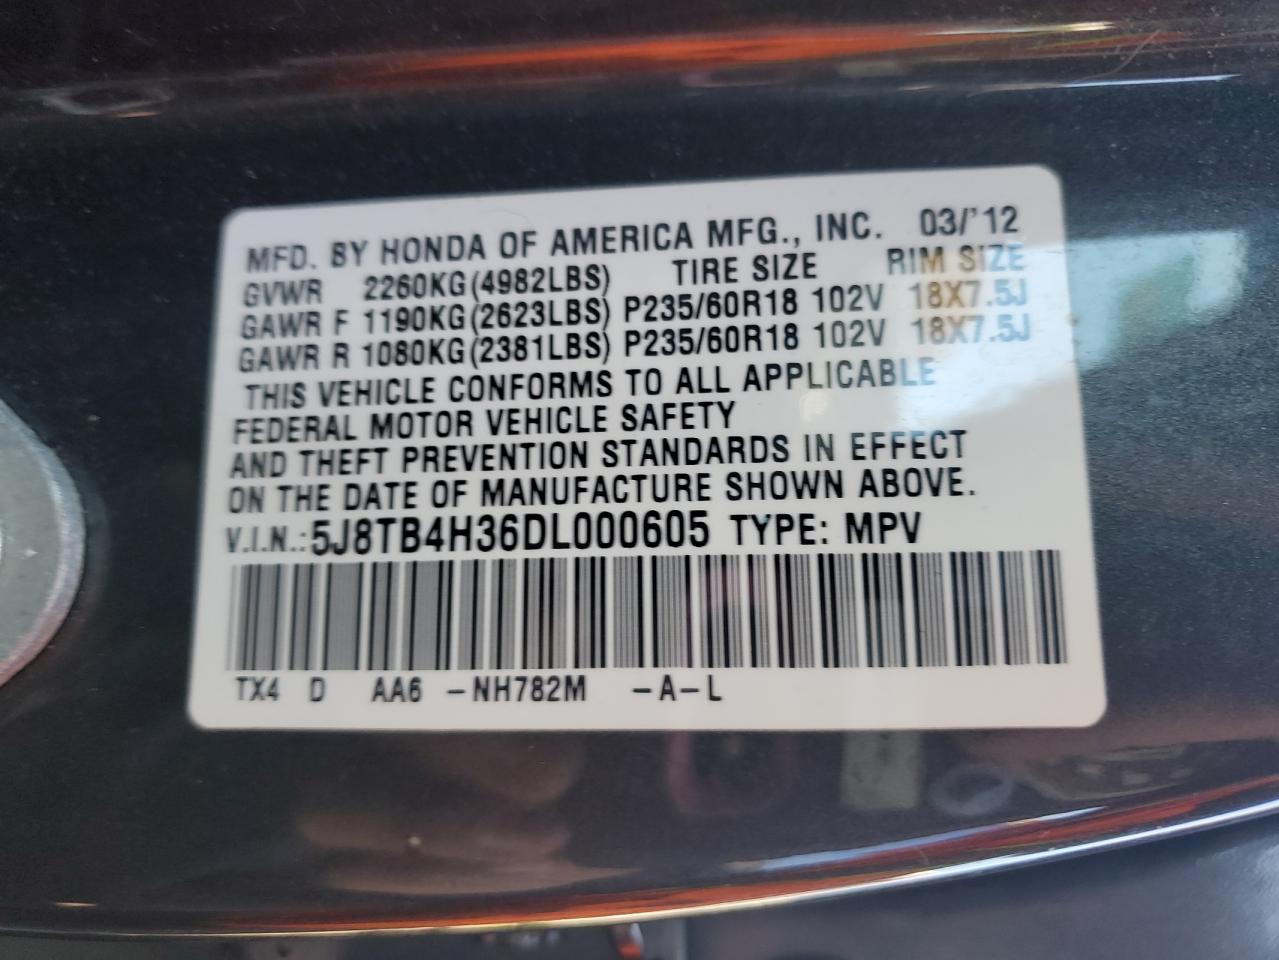 MFD. BY HONDA OF AMERICA MFG., INC. 03/'12
GVWR 2260KG(4982LBS) TIRE SIZE RIM SIZE
GAWR F 1190KG(2623LBS) P235/60R18 102V 18X7.5J
GAWR R 1080KG(2381LBS) P235/60R18 102V 18X7.5J
THIS VEHICLE CONFORMS TO ALL APPLICABLE
FEDERAL MOTOR VEHICLE SAFETY
AND THEFT PREVENTION STANDARDS IN EFFECT
ON THE DATE OF MANUFACTURE SHOWN ABOVE.
V.I.N.: 5J8TB4H36DL000605 TYPE: MPV
TX4 D AA6 -NH782M -A-L